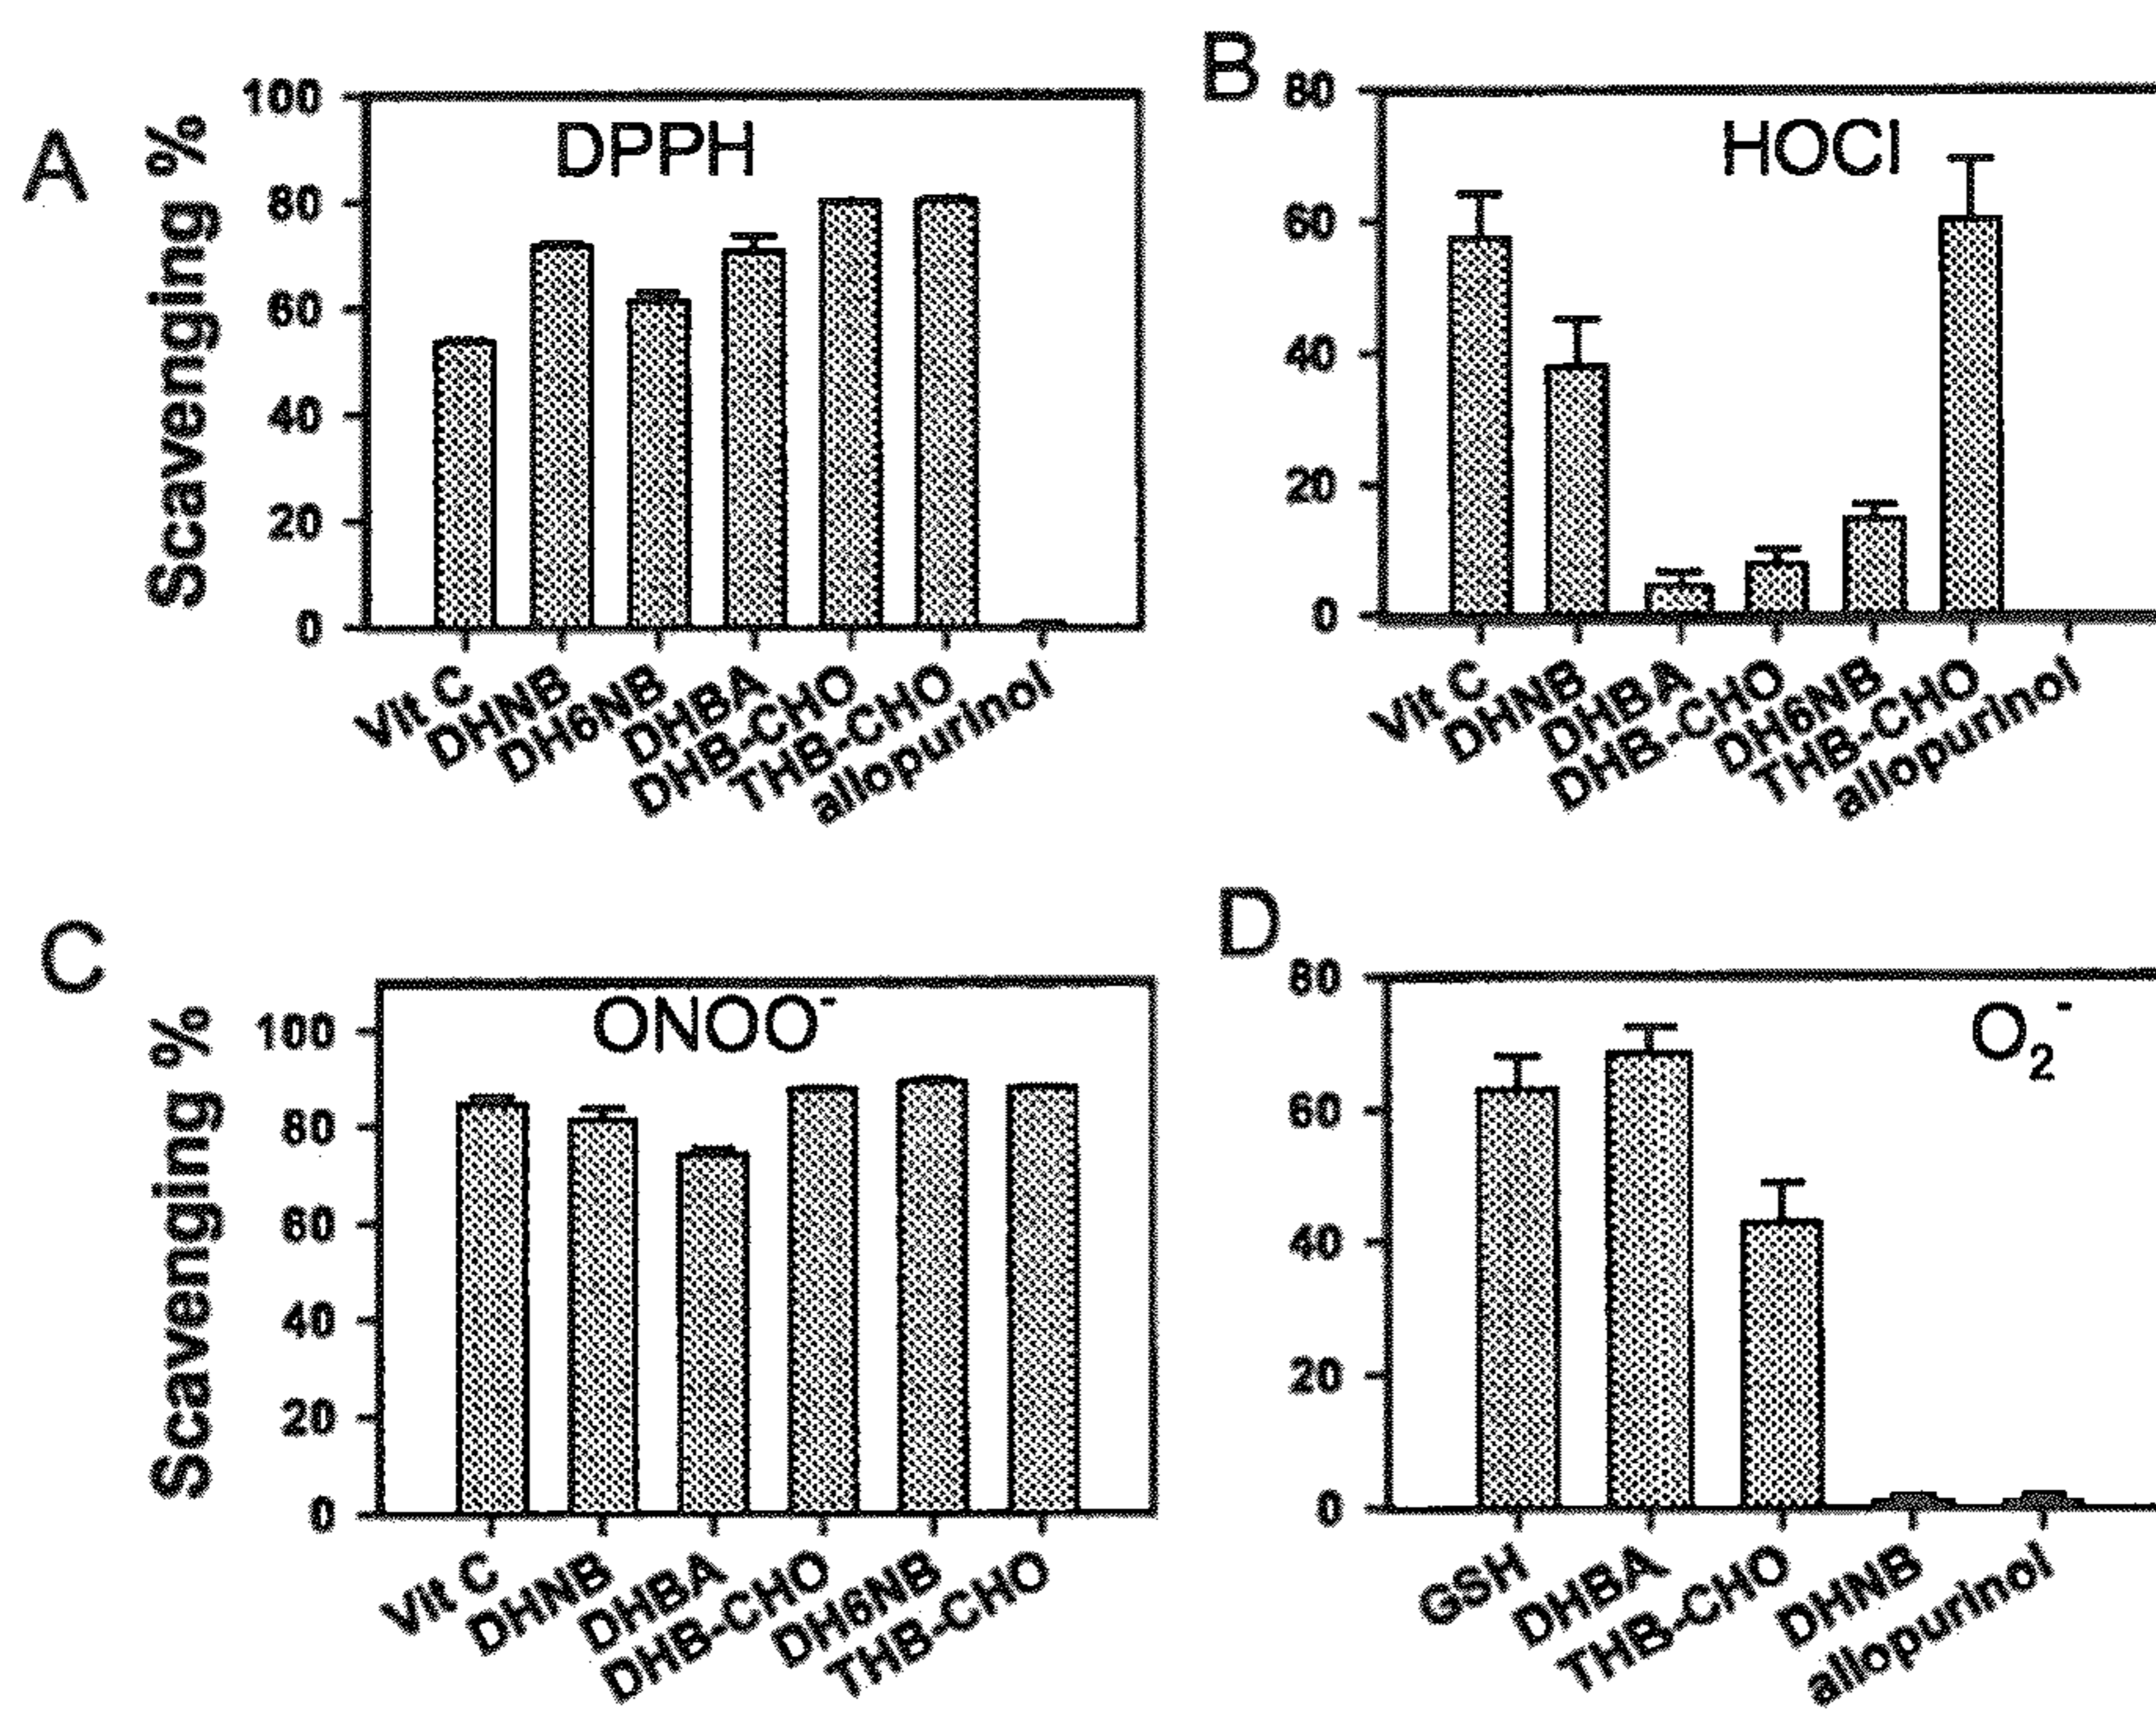 A
Scavenging %
DPPH
100
80
60
40
20
0
Vit C
DHNB
DH6NB
DHBA
DHB-CHO
THB-CHO
allopurinol
B
HOCl
80
60
40
20
0
Vit C
DHNB
DHBA
DHB-CHO
DH6NB
THB-CHO
allopurinol
C
Scavenging %
ONOO⁻
100
80
60
40
20
0
Vit C
DHNB
DHBA
DHB-CHO
DH6NB
THB-CHO
D
O₂⁻
80
60
40
20
0
GSH
DHBA
THB-CHO
DHNB
allopurinol